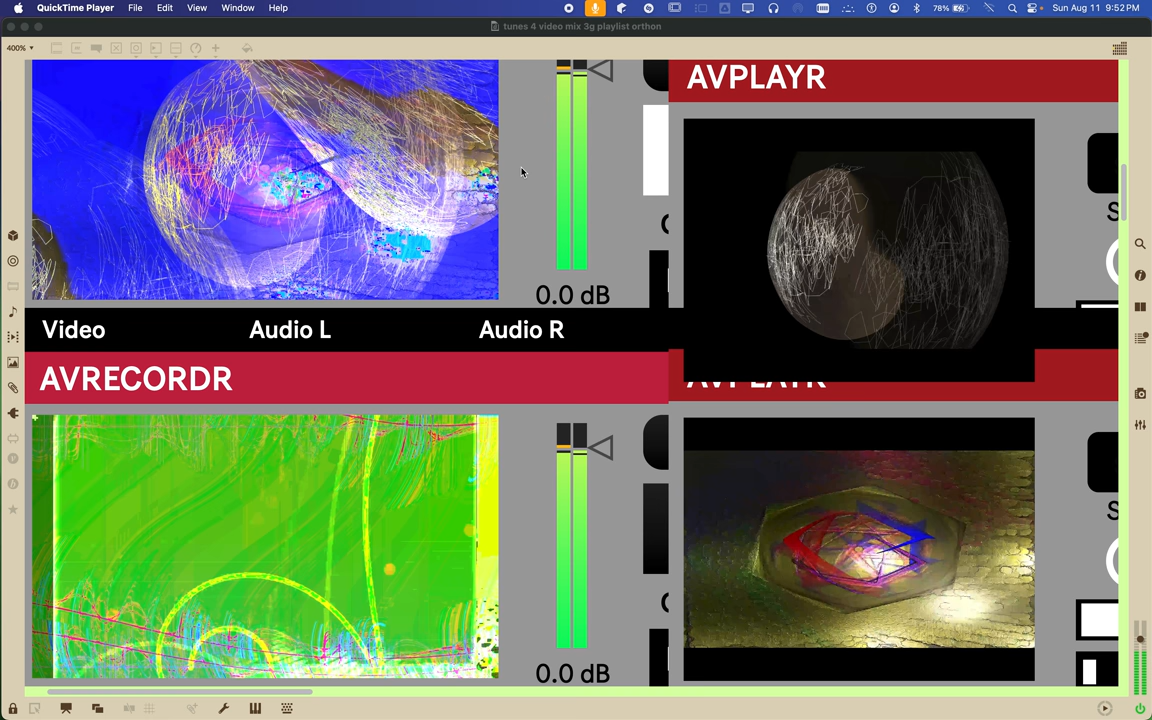 QuickTime Player File Edit View Window Help 78% Sun Aug 11 9:52 PM
tunes 4 video mix 3g playlist orthon
400%
AVPLAYR
S
0.0 dB
Video Audio L Audio R
AVRECORDR
AVPLAYR
S
0.0 dB